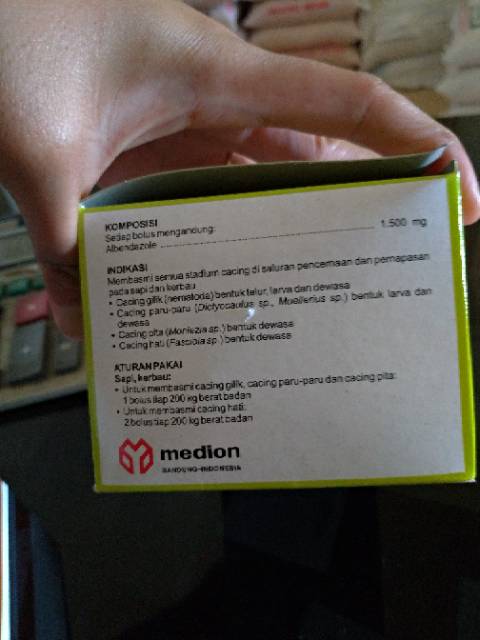 KOMPOSISI
Setiap bolus mengandung:
Albendazole ........................................ 1.500 mg
INDIKASI
Membasmi semua stadium cacing di saluran pencernaan dan pernapasan
pada sapi dan kerbau
• Cacing gilik (nematoda) bentuk telur, larva dan dewasa
• Cacing paru-paru (Dictyocaulus sp., Muellerius sp.) bentuk larva dan
dewasa
• Cacing pita (Moniezia sp.) bentuk dewasa
• Cacing hati (Fasciola sp.) bentuk dewasa
ATURAN PAKAI
Sapi, kerbau:
• Untuk membasmi cacing gilik, cacing paru-paru dan cacing pita:
1 bolus tiap 200 kg berat badan
• Untuk membasmi cacing hati:
2 bolus tiap 200 kg berat badan
medion
BANDUNG-INDONESIA